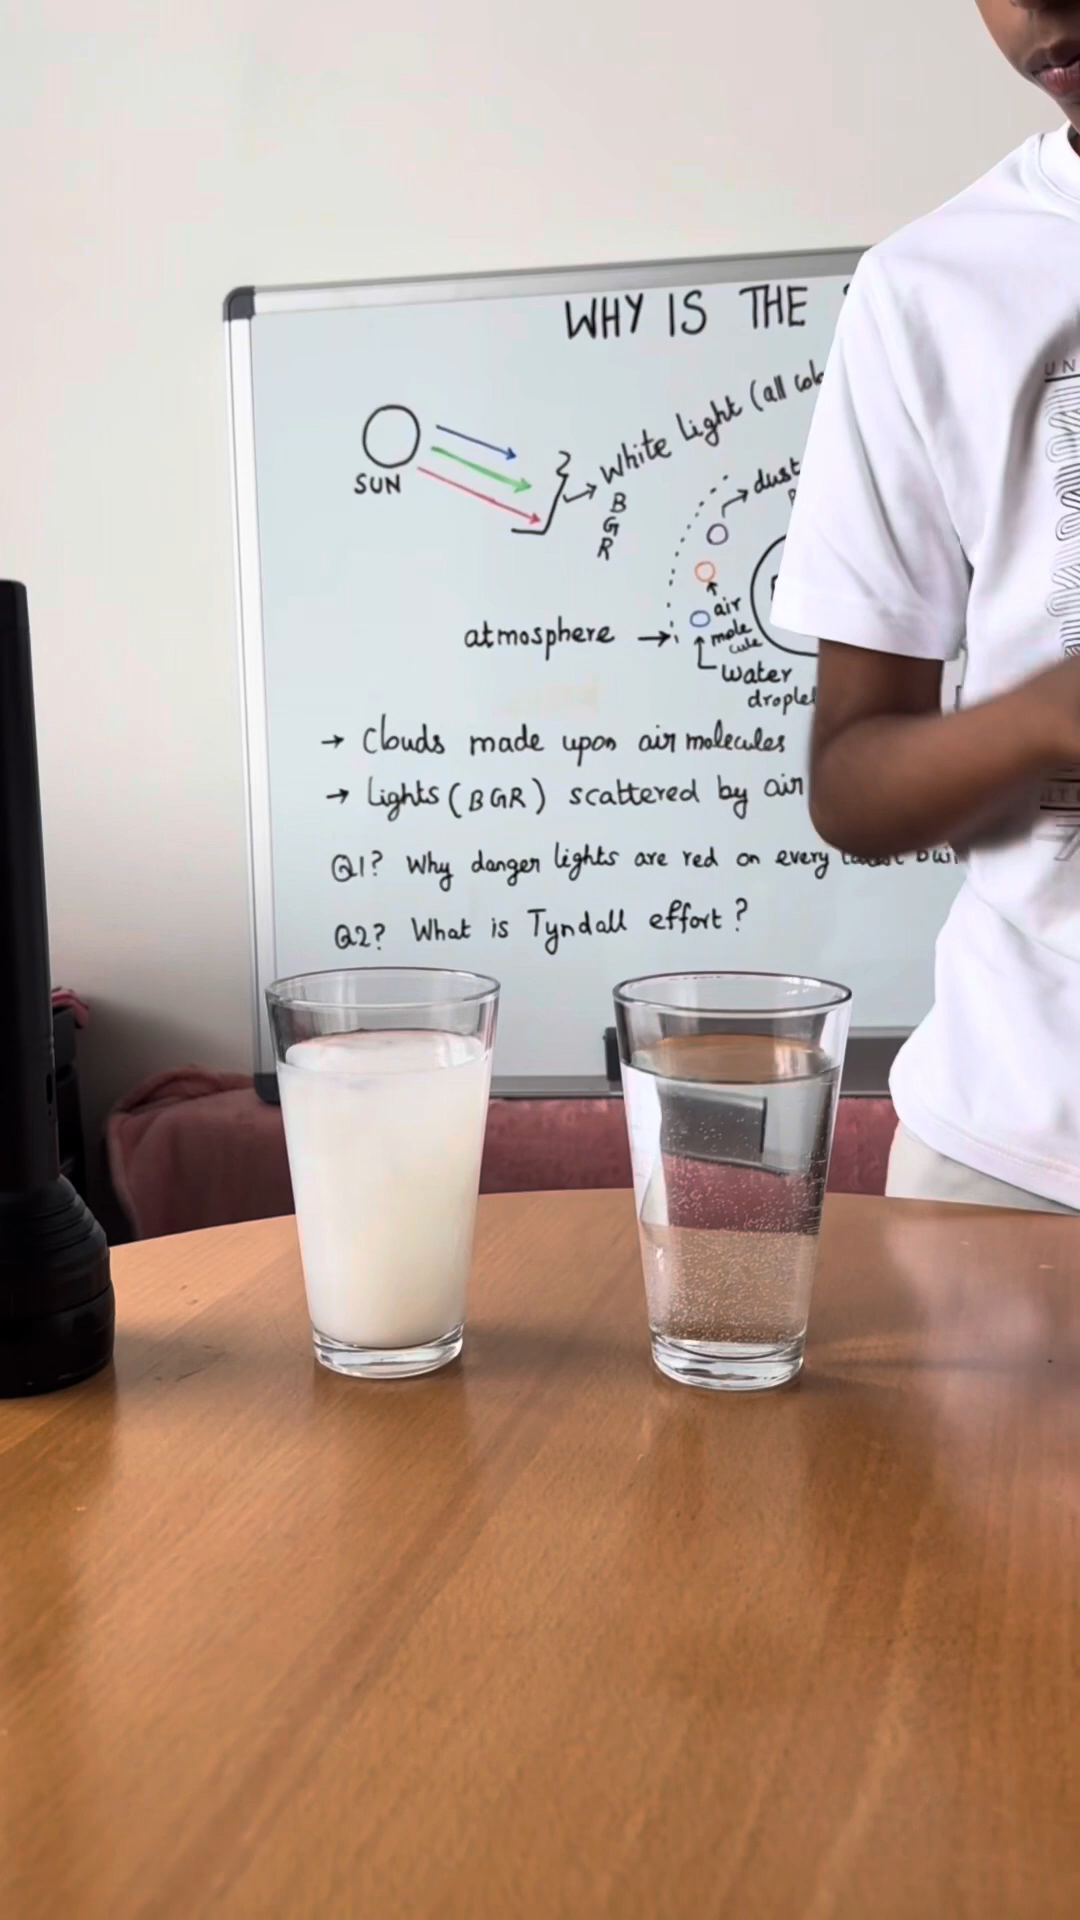 WHY IS THE
White Light (all
SUN
dust
B
G
R
air
mole
cule
atmosphere
water
→ Clouds made upon air molecules
→ Lights (BGR) scattered by air
Q1? Why danger lights are red on every
Q2? What is Tyndall effort?
UN